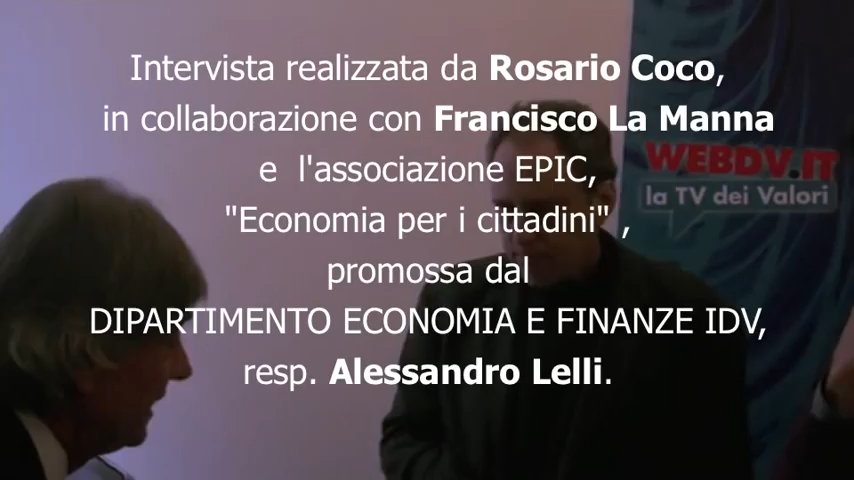 Intervista realizzata da Rosario Coco,
in collaborazione con Francisco La Manna
e l'associazione EPIC,
"Economia per i cittadini" ,
promossa dal
DIPARTIMENTO ECONOMIA E FINANZE IDV,
resp. Alessandro Lelli.
WEBDV.IT
la TV dei Valori